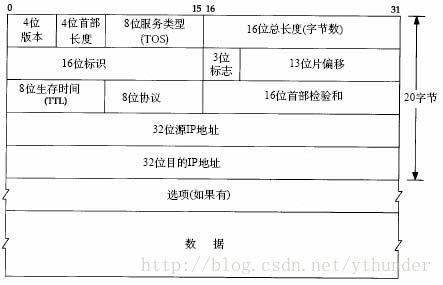 0 15 16 31
4位版本 4位首部长度 8位服务类型(TOS) 16位总长度(字节数)
16位标识 3位标志 13位片偏移
8位生存时间(TTL) 8位协议 16位首部检验和
20字节
32位源IP地址
32位目的IP地址
选项(如果有)
数 据
http://blog.csdn.net/ythunder